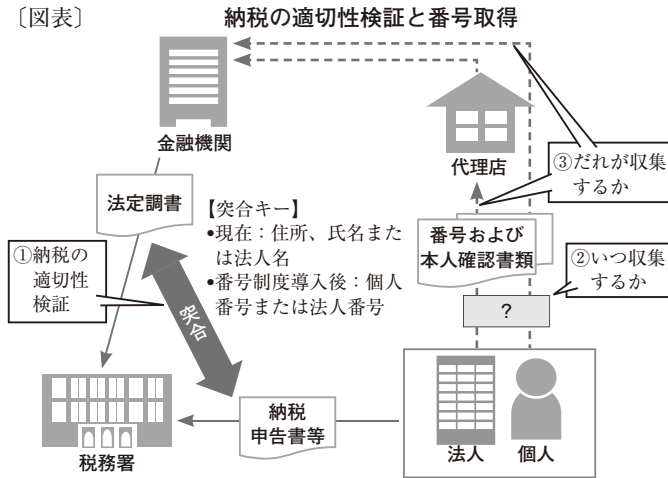 〔図表〕 納税の適切性検証と番号取得
金融機関
代理店
③だれが収集
するか
法定調書
【突合キー】
•現在：住所、氏名また
は法人名
•番号制度導入後：個人
番号または法人番号
番号および
本人確認書類
①納税の
適切性
検証
②いつ収集
するか
突合
？
納税
申告書等
税務署
法人 個人